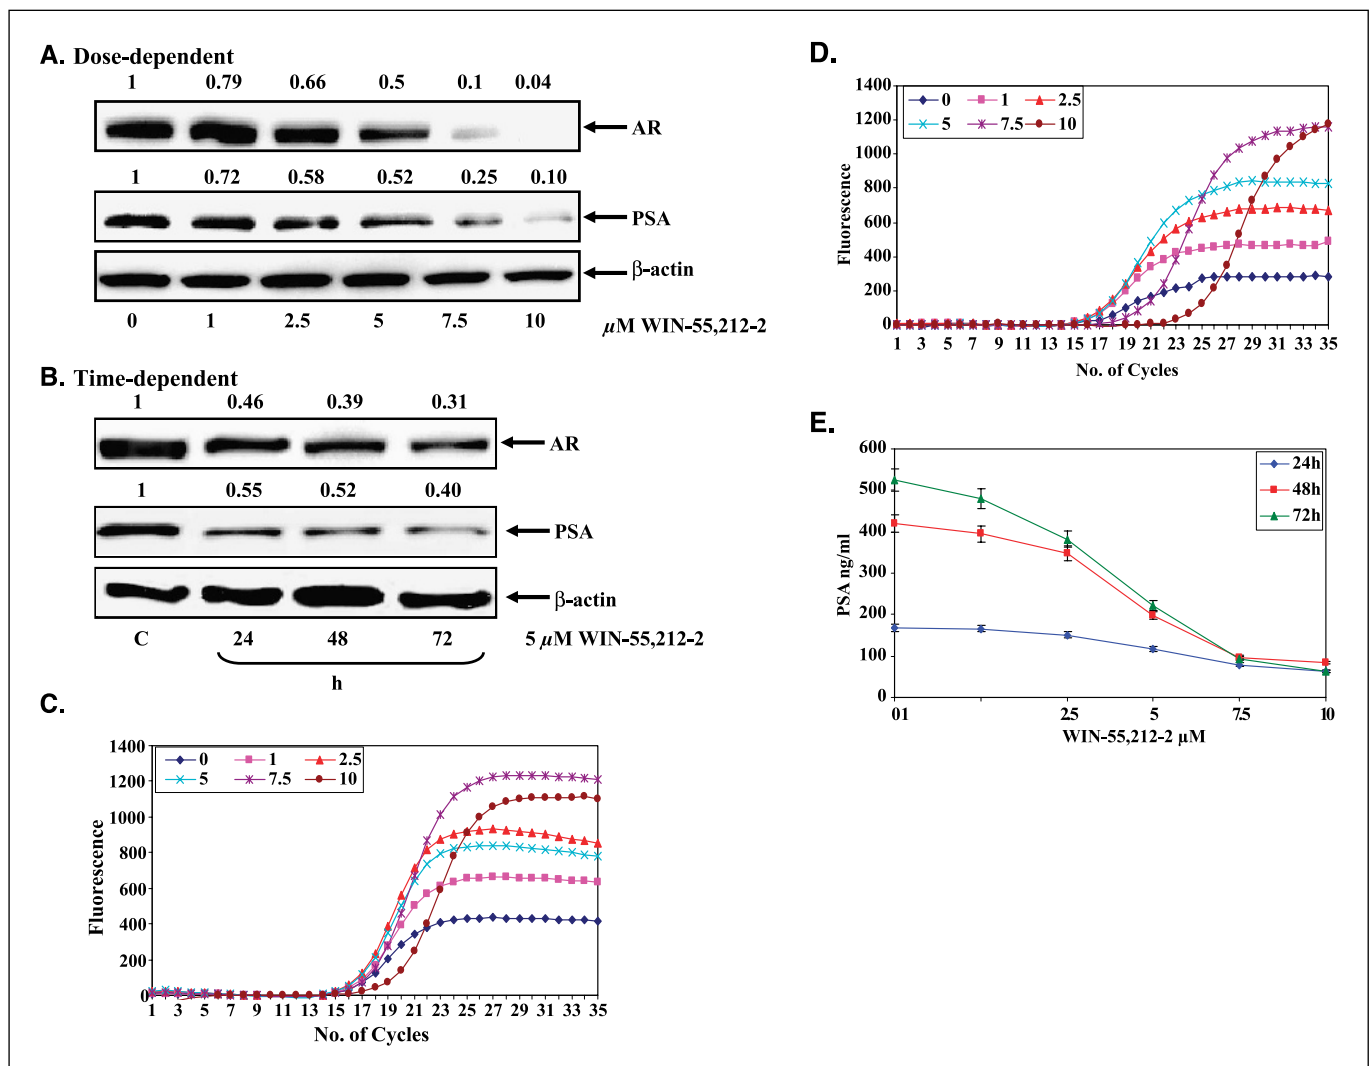 A. Dose-dependent
1 0.79 0.66 0.5 0.1 0.04
AR
1 0.72 0.58 0.52 0.25 0.10
PSA
β-actin
0 1 2.5 5 7.5 10 µM WIN-55,212-2
B. Time-dependent
1 0.46 0.39 0.31
AR
1 0.55 0.52 0.40
PSA
β-actin
C 24 48 72 5 µM WIN-55,212-2
h
C.
1400
1200
1000
800
600
400
200
0
Fluorescence
0 1 2.5
5 7.5 10
1 3 5 7 9 11 13 15 17 19 21 23 25 27 29 31 33 35
No. of Cycles
D.
1400
1200
1000
800
600
400
200
0
Fluorescence
0 1 2.5
5 7.5 10
1 3 5 7 9 11 13 15 17 19 21 23 25 27 29 31 33 35
No. of Cycles
E.
600
500
400
300
200
100
0
PSA ng/ml
24h
48h
72h
01 2.5 5 7.5 10
WIN-55,212-2 µM